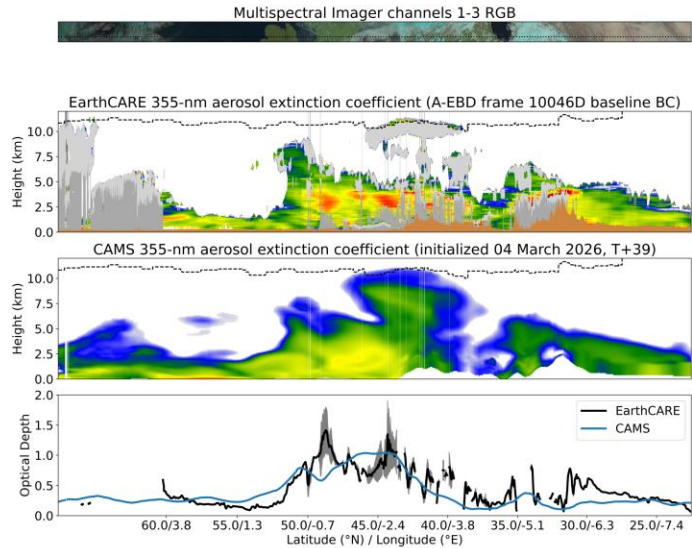 Multispectral Imager channels 1-3 RGB
EarthCARE 355-nm aerosol extinction coefficient (A-EBD frame 10046D baseline BC)
10.0
7.5
5.0
2.5
0.0
Height (km)
CAMS 355-nm aerosol extinction coefficient (initialized 04 March 2026, T+39)
10.0
7.5
5.0
2.5
0.0
Height (km)
2.0
1.5
1.0
0.5
0.0
Optical Depth
EarthCARE
CAMS
60.0/3.8 55.0/1.3 50.0/-0.7 45.0/-2.4 40.0/-3.8 35.0/-5.1 30.0/-6.3 25.0/-7.4
Latitude (°N) / Longitude (°E)